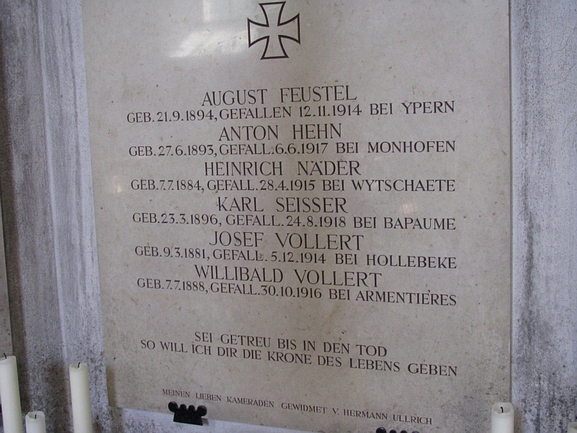 AUGUST FEUSTEL
GEB. 21.9.1894, GEFALLEN 12.11.1914 BEI YPERN
ANTON HEHN
GEB. 27.6.1893, GEFALL. 6.6.1917 BEI MONHOFEN
HEINRICH NÄDER
GEB. 7.7.1884, GEFALL. 28.4.1915 BEI WYTSCHAETE
KARL SEISSER
GEB. 23.3.1896, GEFALL. 24.8.1918 BEI BAPAUME
JOSEF VOLLERT
GEB. 9.3.1881, GEFALL. 5.12.1914 BEI HOLLEBEKE
WILLIBALD VOLLERT
GEB. 7.7.1888, GEFALL. 30.10.1916 BEI ARMENTIÉRES
SEI GETREU BIS IN DEN TOD
SO WILL ICH DIR DIE KRONE DES LEBENS GEBEN
MEINEN LIEBEN KAMERADEN GEWIDMET V. HERMANN ULLRICH